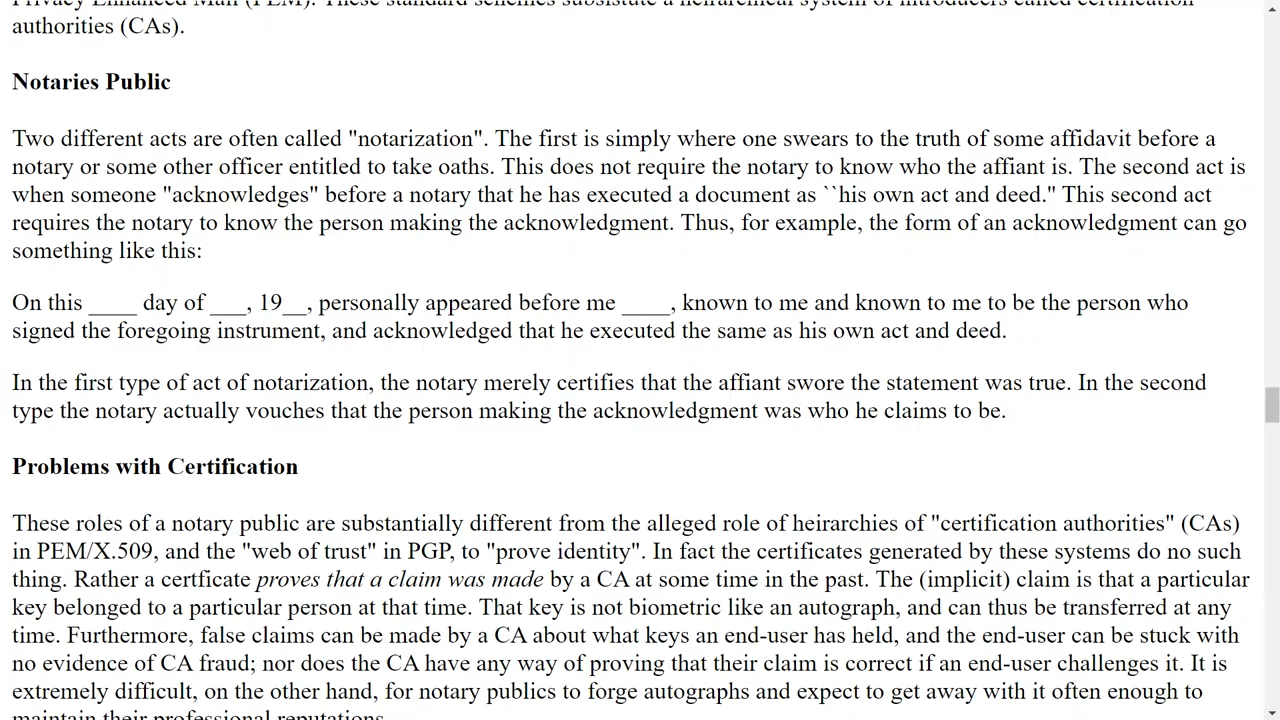 authorities (CAs).
Notaries Public
Two different acts are often called "notarization". The first is simply where one swears to the truth of some affidavit before a
notary or some other officer entitled to take oaths. This does not require the notary to know who the affiant is. The second act is
when someone "acknowledges" before a notary that he has executed a document as ``his own act and deed.'' This second act
requires the notary to know the person making the acknowledgment. Thus, for example, the form of an acknowledgment can go
something like this:
On this ____ day of ___, 19__, personally appeared before me ____, known to me and known to me to be the person who
signed the foregoing instrument, and acknowledged that he executed the same as his own act and deed.
In the first type of act of notarization, the notary merely certifies that the affiant swore the statement was true. In the second
type the notary actually vouches that the person making the acknowledgment was who he claims to be.
Problems with Certification
These roles of a notary public are substantially different from the alleged role of heirarchies of "certification authorities" (CAs)
in PEM/X.509, and the "web of trust" in PGP, to "prove identity". In fact the certificates generated by these systems do no such
thing. Rather a certficate proves that a claim was made by a CA at some time in the past. The (implicit) claim is that a particular
key belonged to a particular person at that time. That key is not biometric like an autograph, and can thus be transferred at any
time. Furthermore, false claims can be made by a CA about what keys an end-user has held, and the end-user can be stuck with
no evidence of CA fraud; nor does the CA have any way of proving that their claim is correct if an end-user challenges it. It is
extremely difficult, on the other hand, for notary publics to forge autographs and expect to get away with it often enough to
maintain their professional reputations.